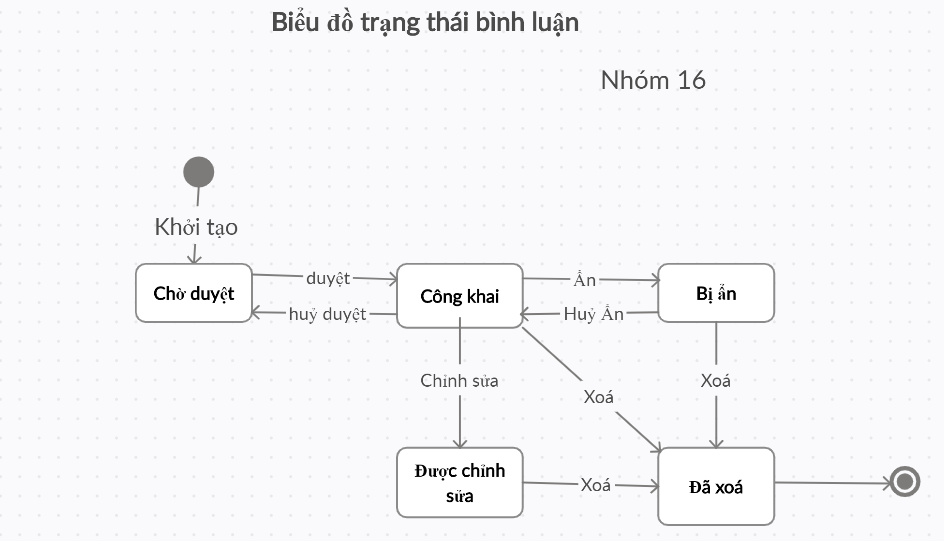 Biểu đồ trạng thái bình luận
Nhóm 16
Khởi tạo
Chờ duyệt
duyệt
huỷ duyệt
Công khai
Ẩn
Huỷ Ẩn
Bị ẩn
Chỉnh sửa
Xoá
Xoá
Được chỉnh
sửa
Xoá
Đã xoá